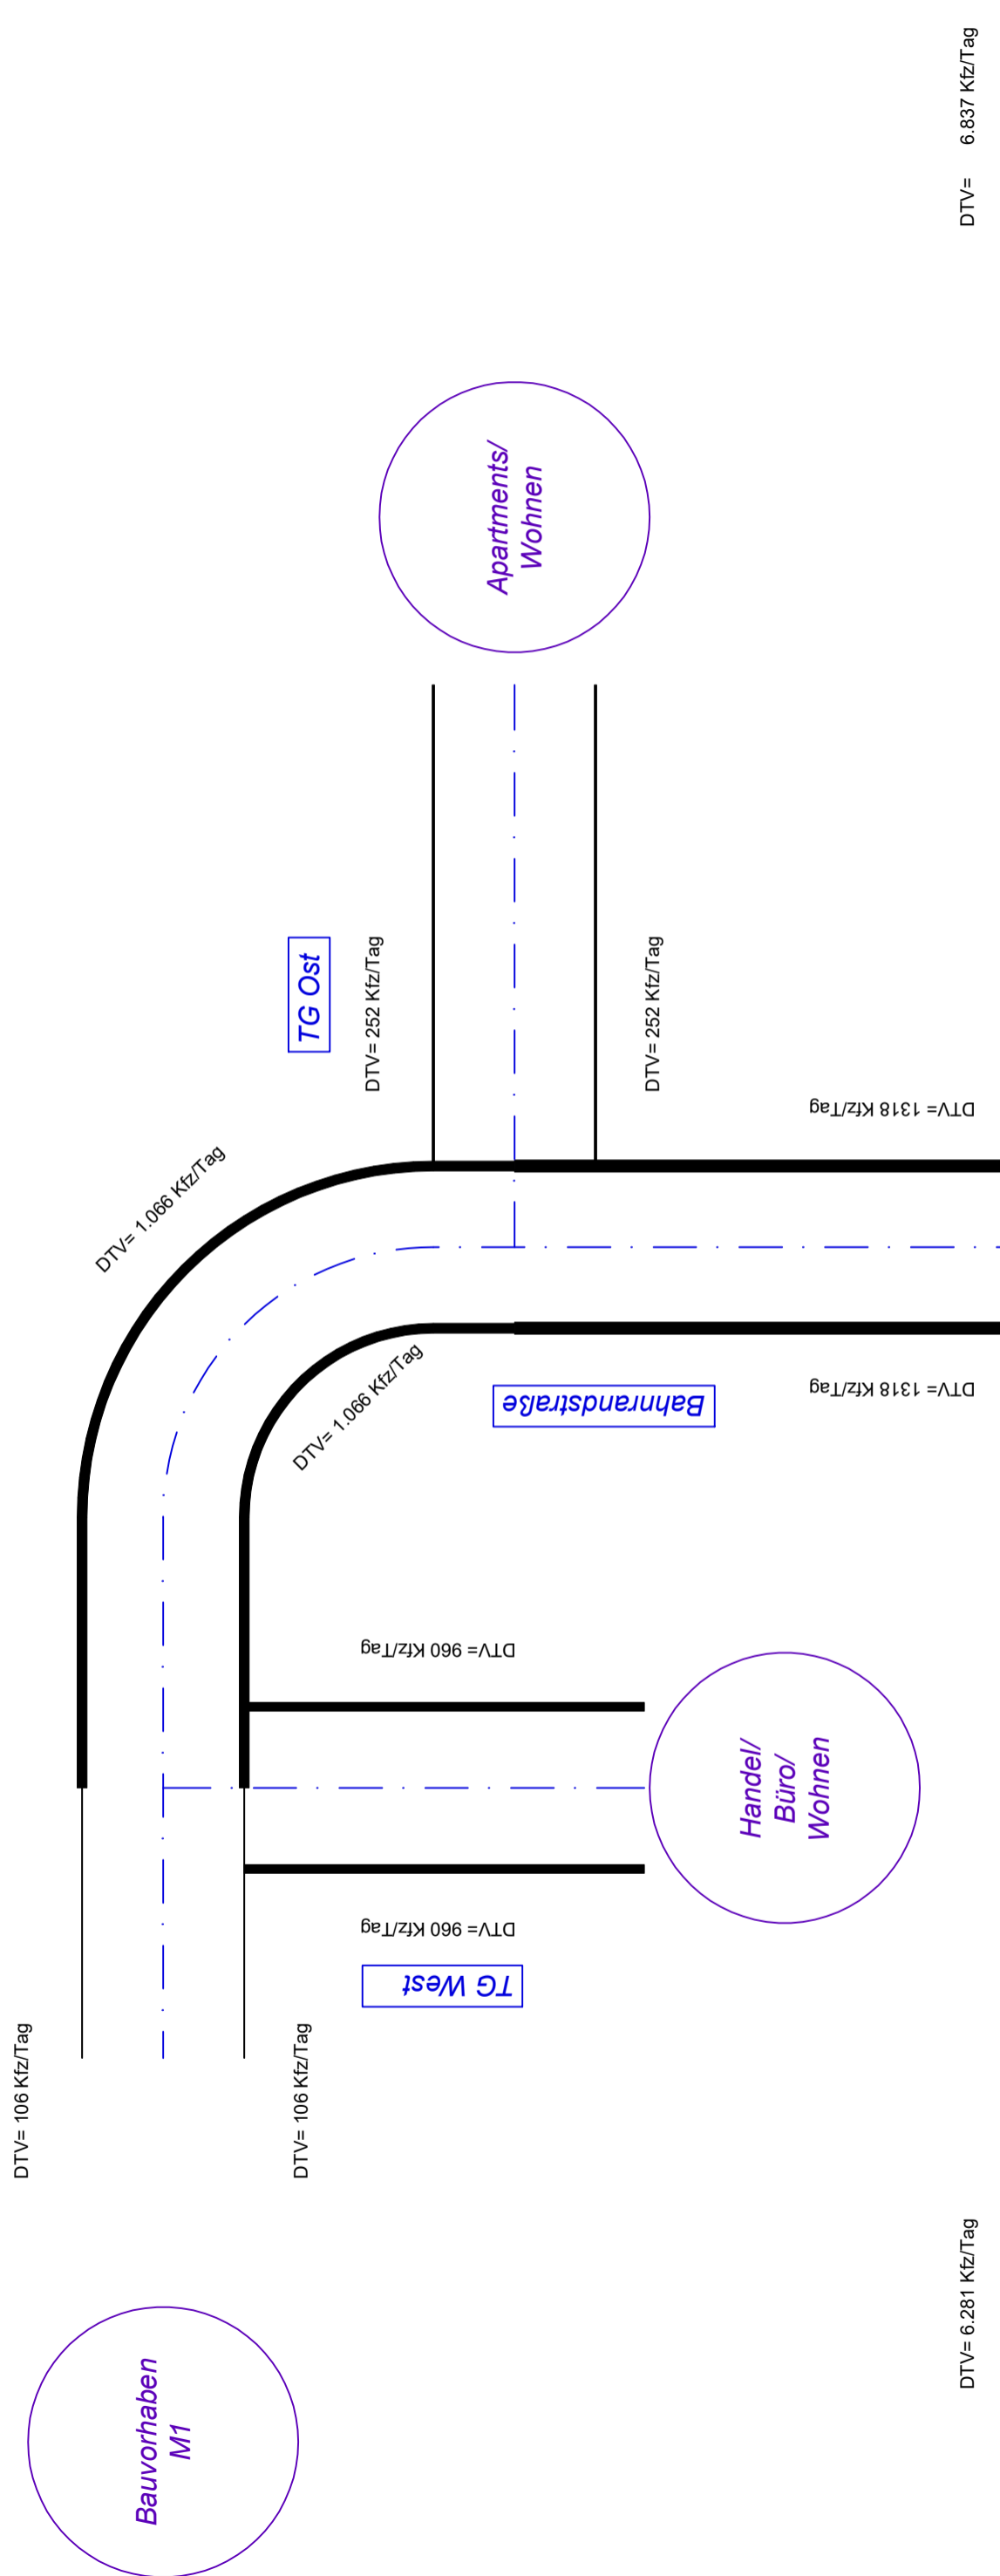 DTV= 6.837 Kfz/Tag
Apartments/
Wohnen
TG Ost
DTV= 252 Kfz/Tag
DTV= 252 Kfz/Tag
DTV= 1318 Kfz/Tag
DTV= 1.066 Kfz/Tag
DTV= 1.066 Kfz/Tag
Bahnrandstraße
DTV= 1318 Kfz/Tag
DTV= 960 Kfz/Tag
Handel/
Büro/
Wohnen
DTV= 960 Kfz/Tag
TG West
DTV= 106 Kfz/Tag
DTV= 106 Kfz/Tag
DTV= 6.281 Kfz/Tag
Bauvorhaben
M1